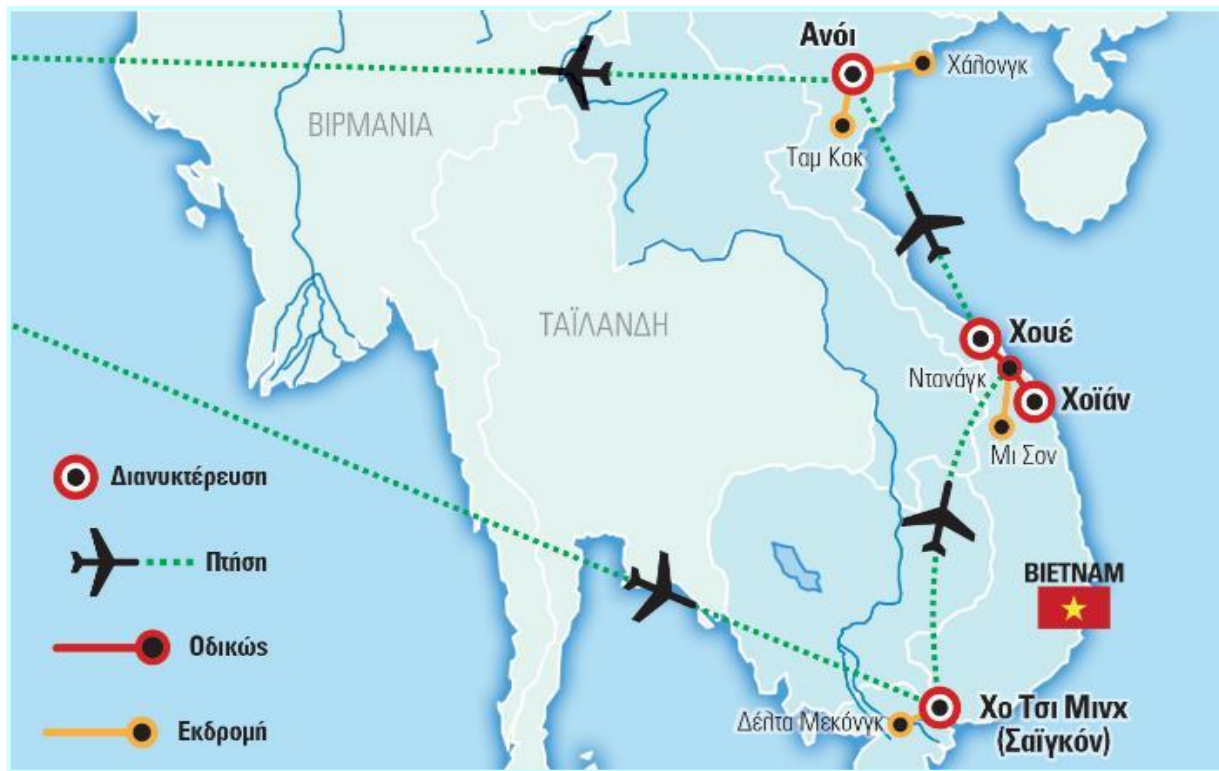 Ανόι
Χάλονγκ
ΒΙΡΜΑΝΙΑ
Ταμ Κοκ
ΤΑΪΛΑΝΔΗ
Χουέ
Ντανάγκ
Χοϊάν
Μι Σον
Διανυκτέρευση
Πτήση
ΒΙΕΤΝΑΜ
Οδικώς
Δέλτα Μεκόνγκ
Χο Τσι Μινχ
(Σαϊγκόν)
Εκδρομή